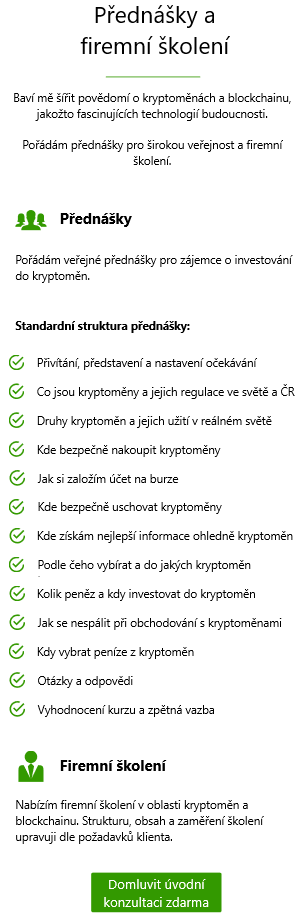 Přednášky a
firemní školení
Baví mě šířit povědomí o kryptoměnách a blockchainu,
jakožto fascinujících technologií budoucnosti.
Pořádám přednášky pro širokou veřejnost a firemní
školení.
Přednášky
Pořádám veřejné přednášky pro zájemce o investování
do kryptoměn.
Standardní struktura přednášky:
Přivítání, představení a nastavení očekávání
Co jsou kryptoměny a jejich regulace ve světě a ČR
Druhy kryptoměn a jejich užití v reálném světě
Kde bezpečně nakoupit kryptoměny
Jak si založím účet na burze
Kde bezpečně uschovat kryptoměny
Kde získám nejlepší informace ohledně kryptoměn
Podle čeho vybírat a do jakých kryptoměn
Kolik peněz a kdy investovat do kryptoměn
Jak se nespálit při obchodování s kryptoměnami
Kdy vybrat peníze z kryptoměn
Otázky a odpovědi
Vyhodnocení kurzu a zpětná vazba
Firemní školení
Nabízím firemní školení v oblasti kryptoměn a
blockchainu. Strukturu, obsah a zaměření školení
upravuji dle požadavků klienta.
Domluvit úvodní
konzultaci zdarma